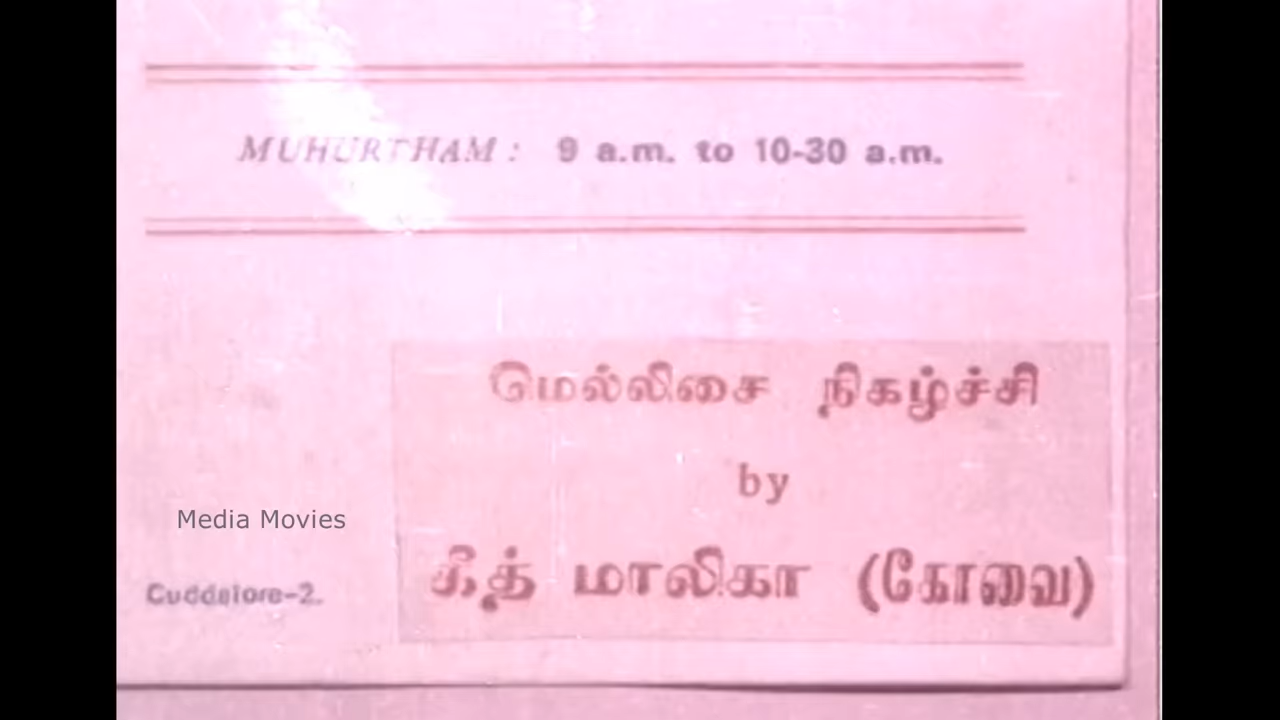 MUHURTHAM : 9 a.m. to 10-30 a.m.
மெல்லிசை நிகழ்ச்சி
by
Media Movies
கீத் மாலிகா (கோவை)
Cuddalore-2.